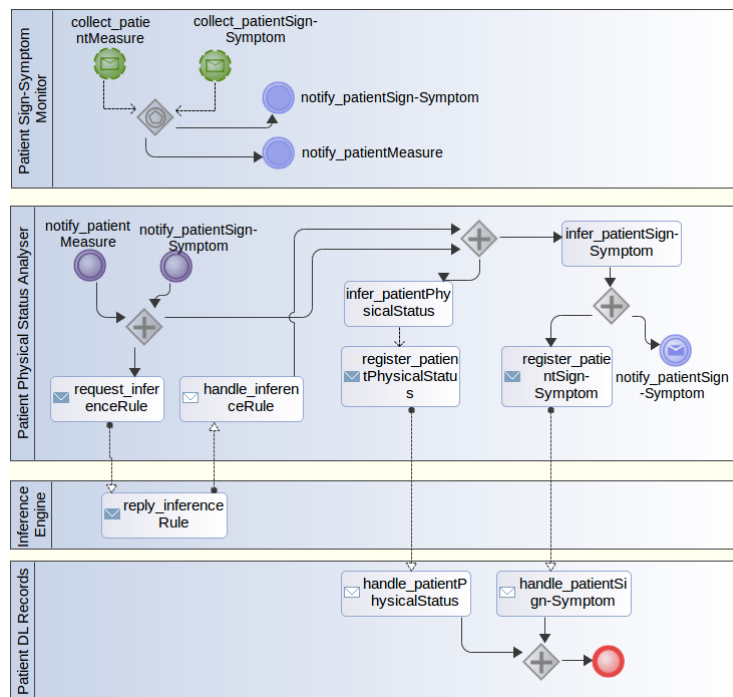 Patient Sign-Symptom
Monitor
collect_patie
ntMeasure
collect_patientSign-
Symptom
notify_patientSign-Symptom
notify_patientMeasure
Patient Physical Status Analyser
notify_patient
Measure
notify_patientSign-
Symptom
infer_patientSign-
Symptom
infer_patientPhy
sicalStatus
request_infer
enceRule
handle_infere
nceRule
register_patien
tPhysicalStatu
s
register_patie
ntSign-
Symptom
notify_patientSign
-Symptom
Inference
Engine
reply_inference
Rule
Patient DL Records
handle_patientP
hysicalStatus
handle_patientSi
gn-Symptom